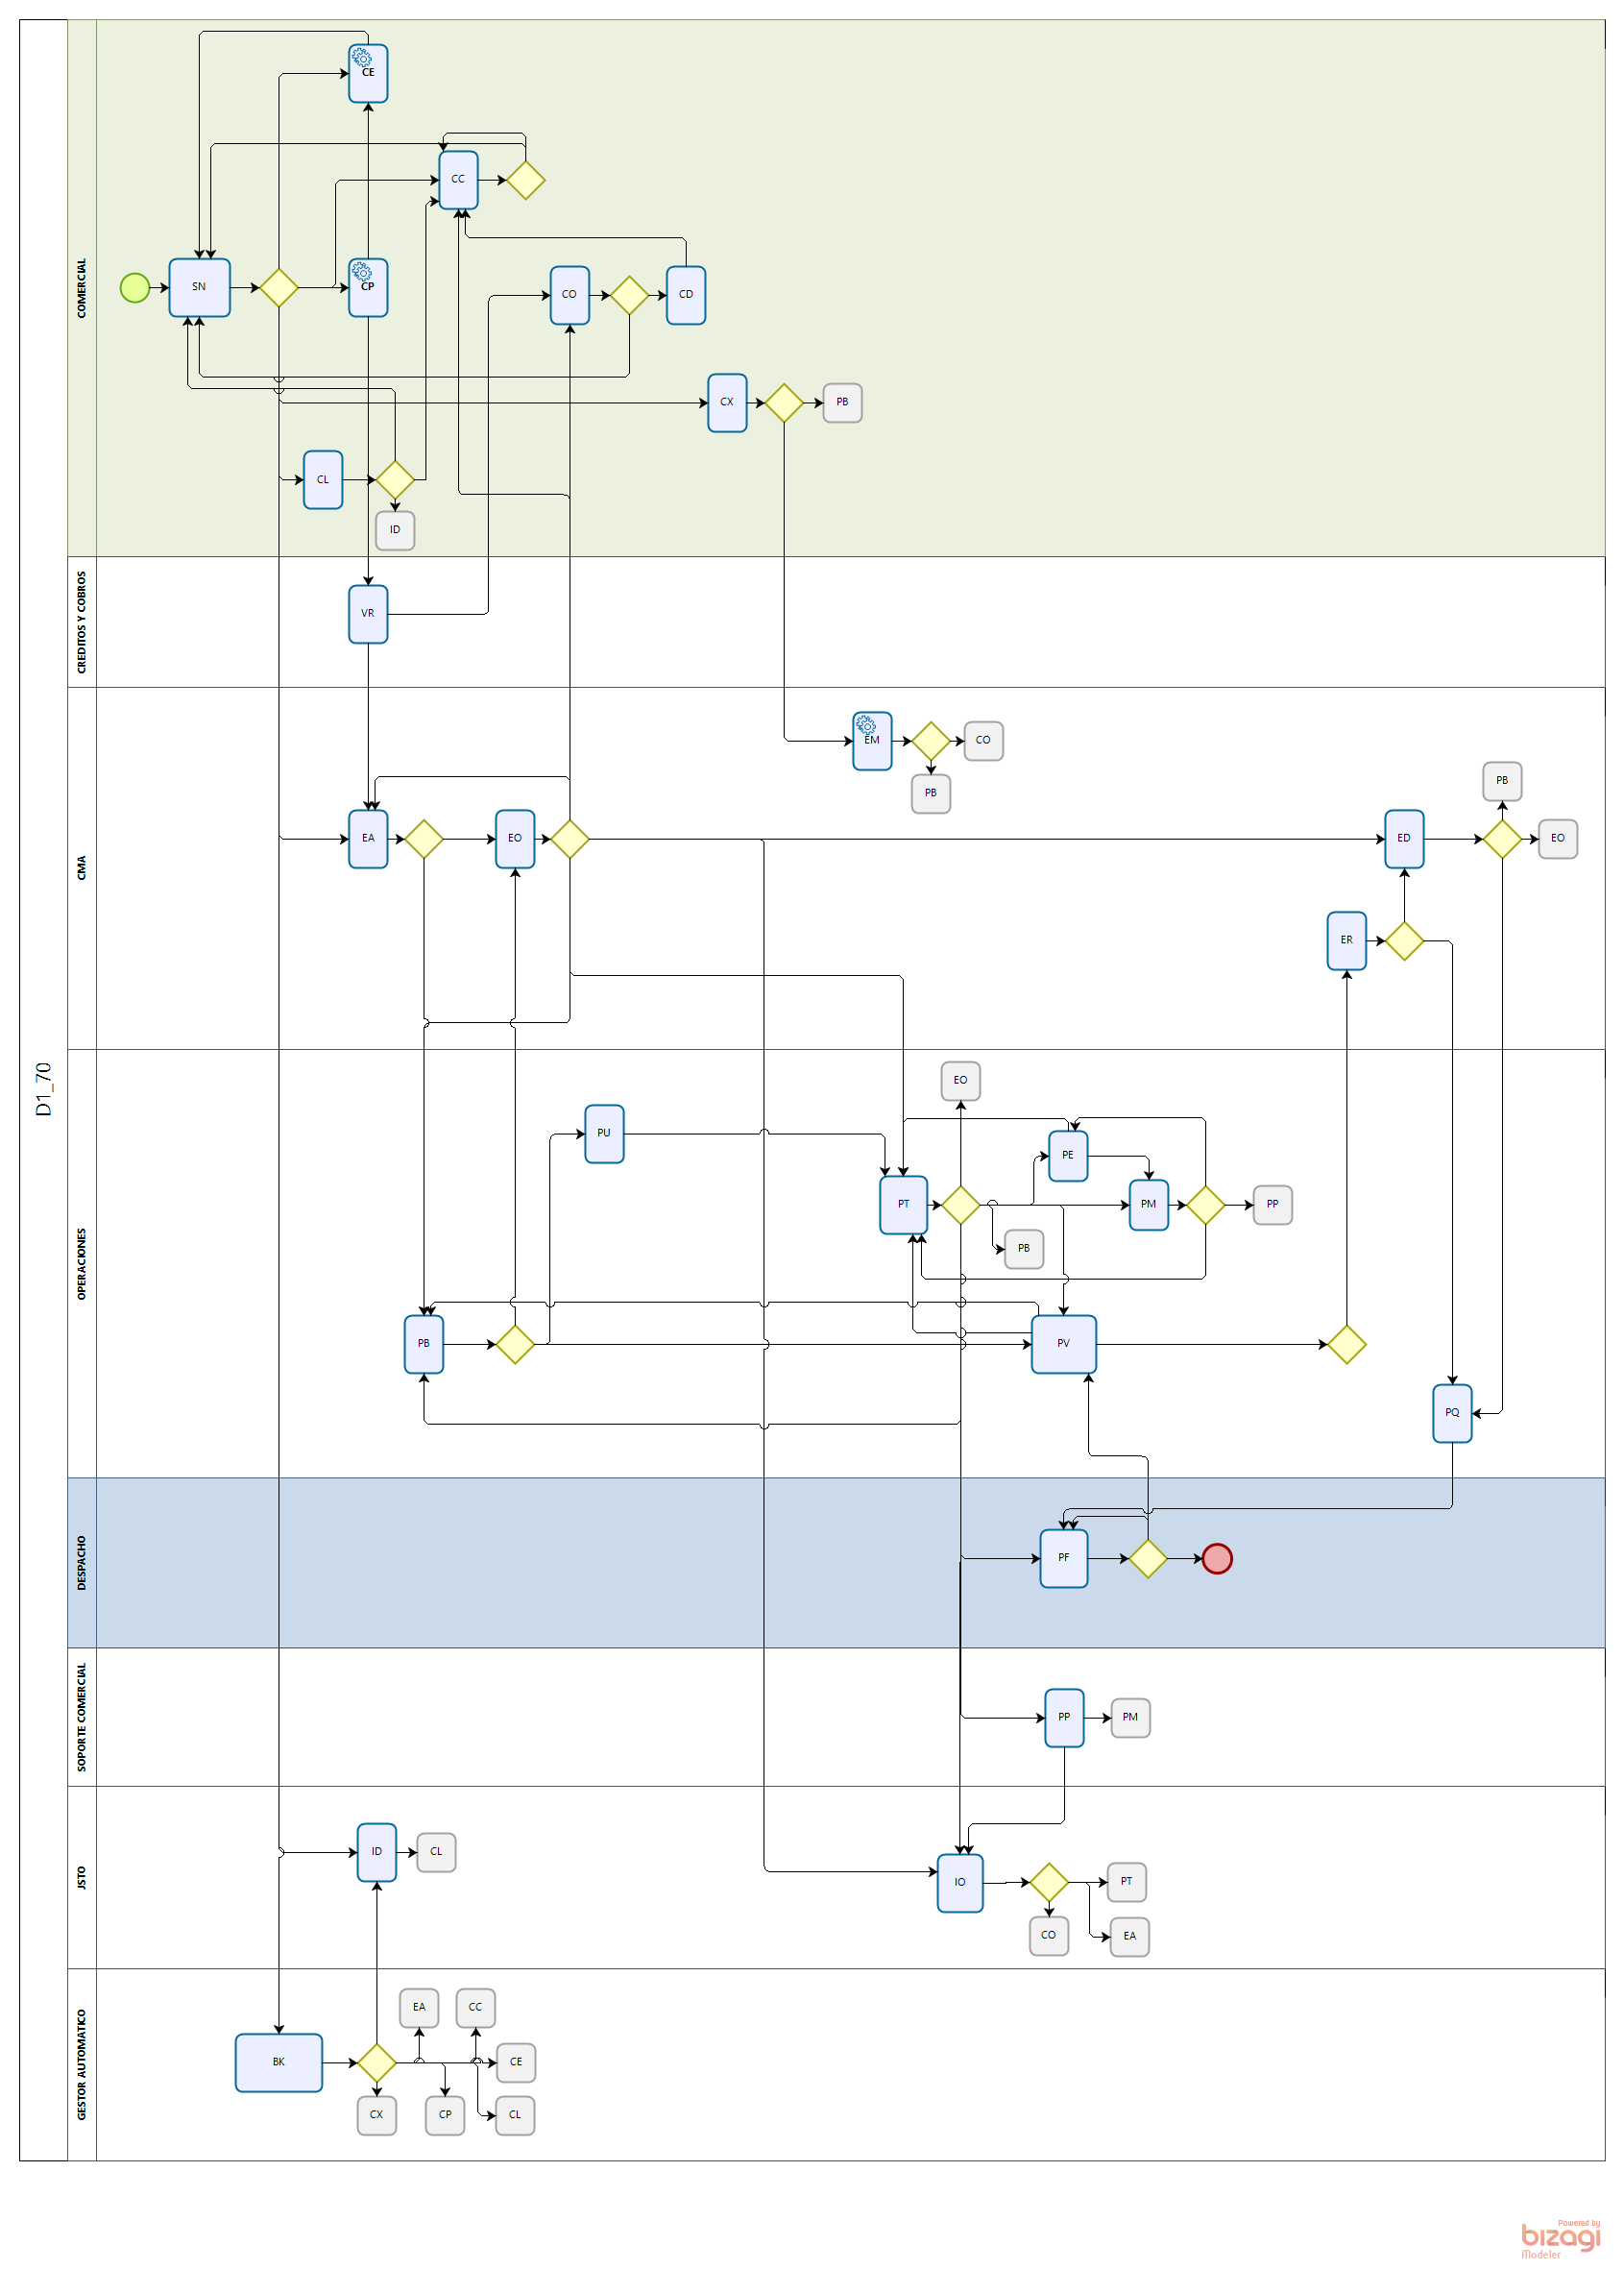 D1_70
COMERCIAL
CE
CC
SN
CP
CO
CD
CX
PB
CL
ID
CREDITOS Y COBROS
VR
CMA
EM
CO
PB
PB
EA
EO
ED
EO
ER
OPERACIONES
EO
PU
PE
PT
PM
PP
PB
PB
PV
PQ
DESPACHO
PF
SOPORTE COMERCIAL
PP
PM
JSTO
ID
CL
IO
PT
CO
EA
GESTOR AUTOMÁTICO
EA
CC
BK
CE
CX
CP
CL
Powered by
bizagi
Modeler